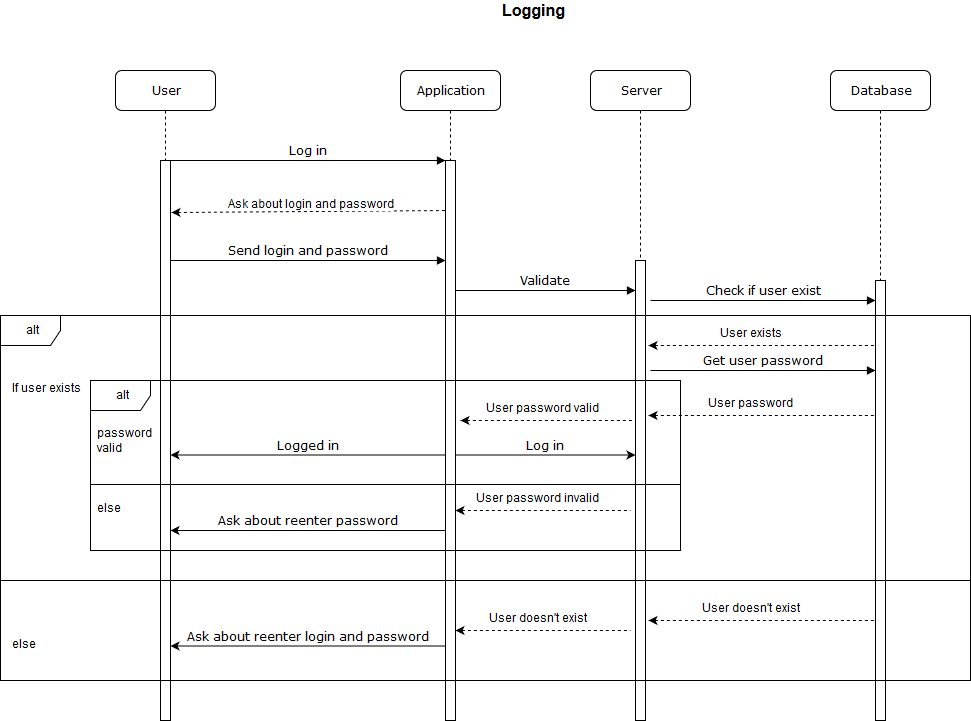 Logging
User
Application
Server
Database
Log in
Ask about login and password
Send login and password
Validate
Check if user exist
alt
User exists
Get user password
If user exists
alt
User password
User password valid
password
valid
Logged in
Log in
User password invalid
else
Ask about reenter password
User doesn't exist
User doesn't exist
Ask about reenter login and password
else